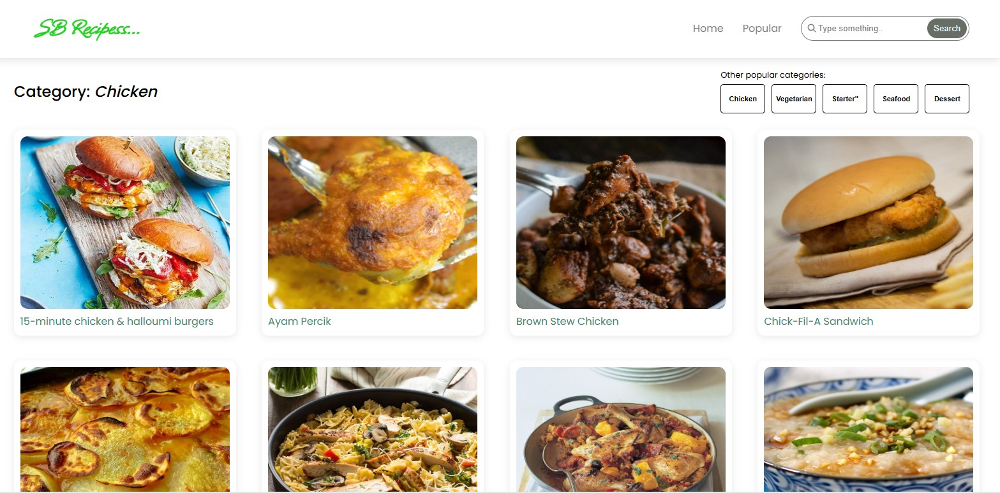 SB Recipess...
Home
Popular
Type something..
Search
Category: Chicken
Other popular categories:
Chicken
Vegetarian
Starter"
Seafood
Dessert
15-minute chicken & halloumi burgers
Ayam Percik
Brown Stew Chicken
Chick-Fil-A Sandwich